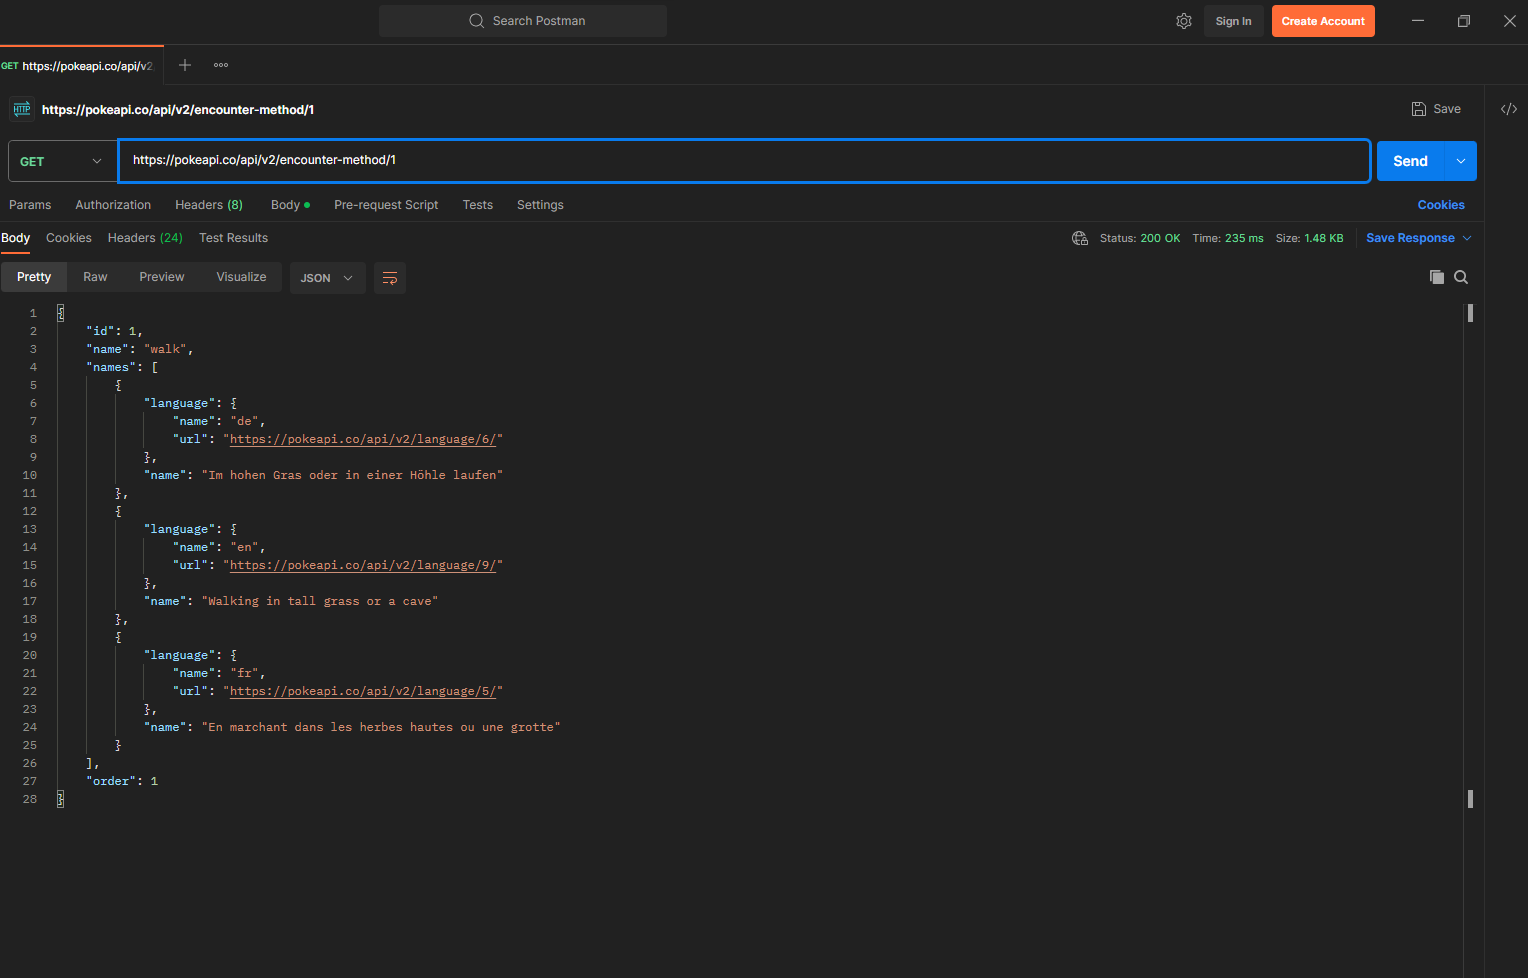 Search Postman
Sign In
Create Account
GET https://pokeapi.co/api/v2
https://pokeapi.co/api/v2/encounter-method/1
Save
GET
https://pokeapi.co/api/v2/encounter-method/1
Send
Params Authorization Headers (8) Body Pre-request Script Tests Settings Cookies
Body Cookies Headers (24) Test Results Status: 200 OK Time: 235 ms Size: 1.48 KB Save Response
Pretty Raw Preview Visualize JSON
1 {
2 "id": 1,
3 "name": "walk",
4 "names": [
5 {
6 "language": {
7 "name": "de",
8 "url": "https://pokeapi.co/api/v2/language/6/"
9 },
10 "name": "Im hohen Gras oder in einer Höhle laufen"
11 },
12 {
13 "language": {
14 "name": "en",
15 "url": "https://pokeapi.co/api/v2/language/9/"
16 },
17 "name": "Walking in tall grass or a cave"
18 },
19 {
20 "language": {
21 "name": "fr",
22 "url": "https://pokeapi.co/api/v2/language/5/"
23 },
24 "name": "En marchant dans les herbes hautes ou une grotte"
25 }
26 ],
27 "order": 1
28 }